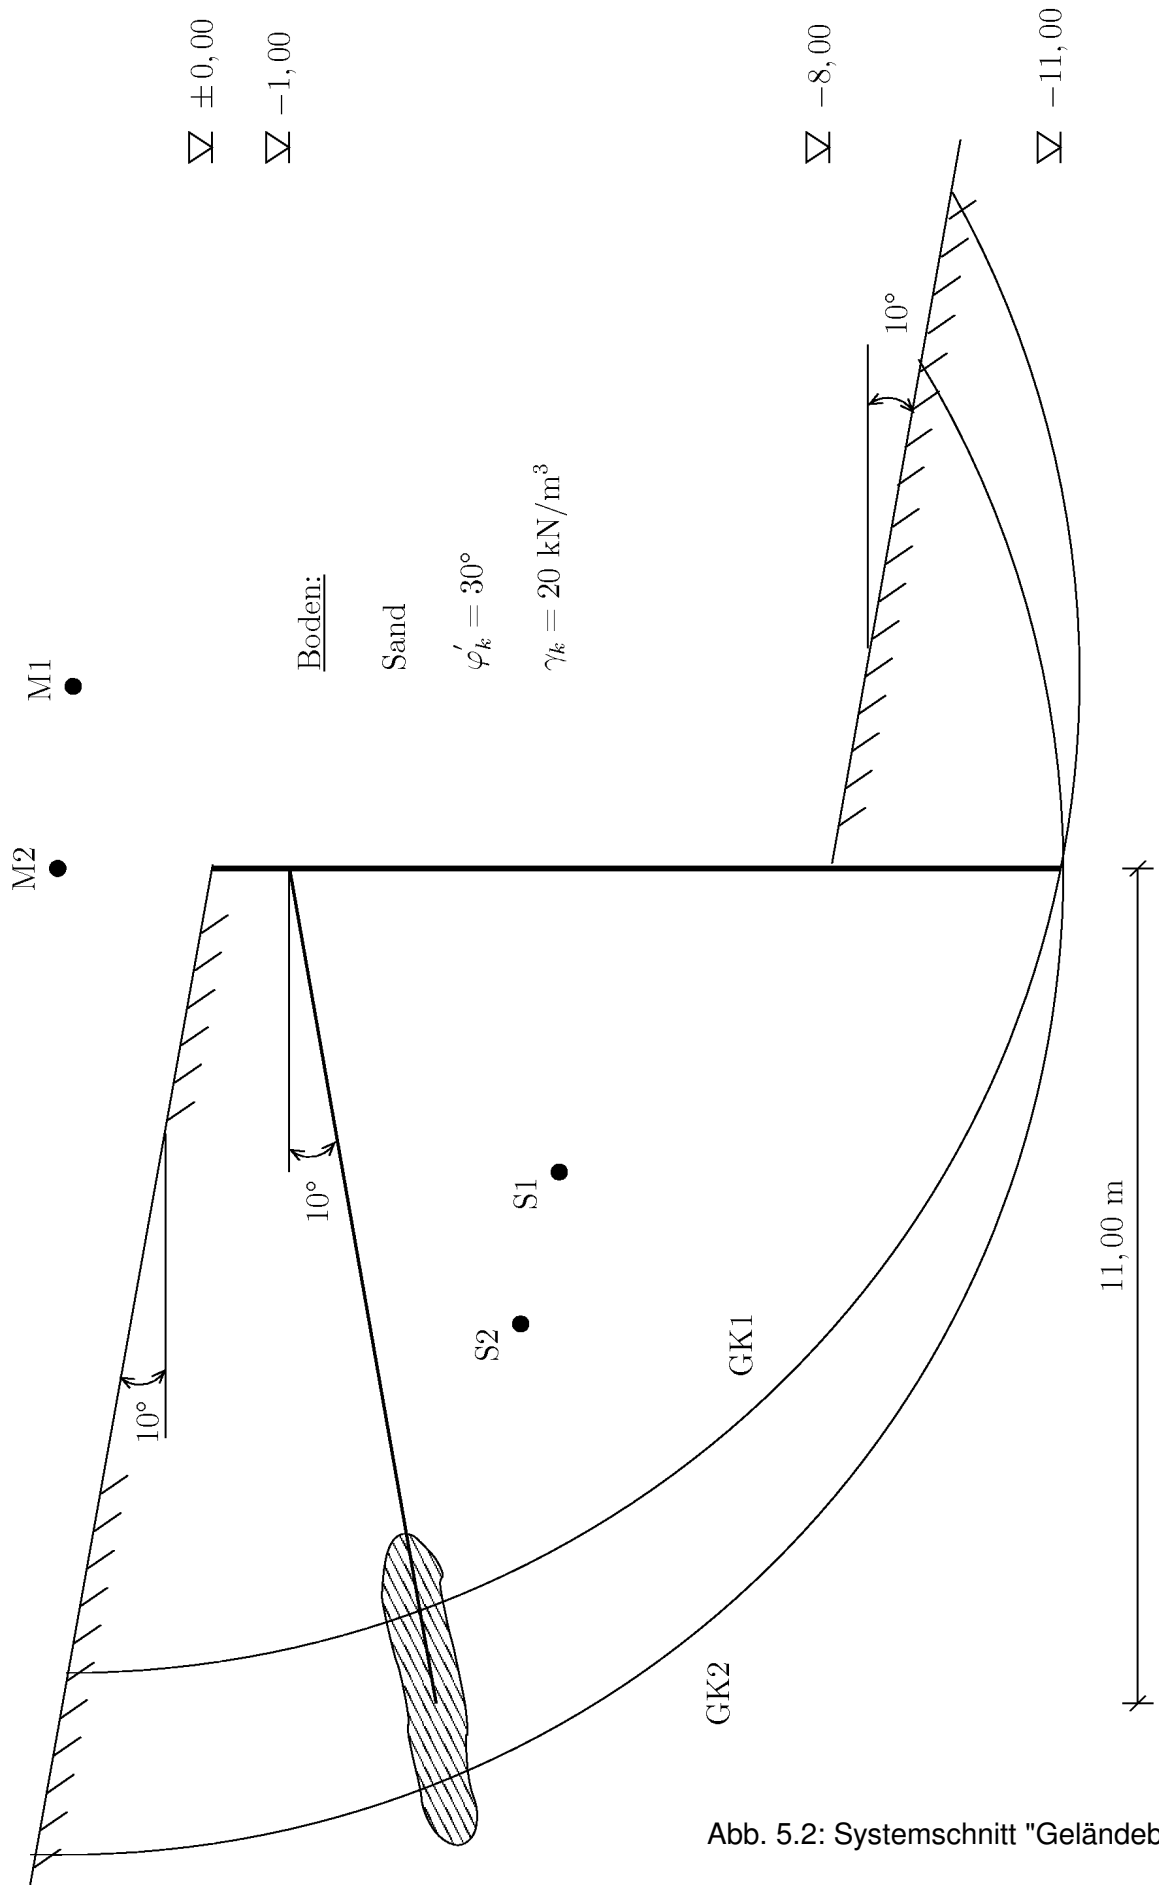 M2
M1
±0,00
−1,00
−8,00
−11,00
Boden:
Sand
φ′k = 30°
γk = 20 kN/m³
10°
10°
10°
S1
S2
GK1
GK2
11,00 m
Abb. 5.2: Systemschnitt "Geländeb